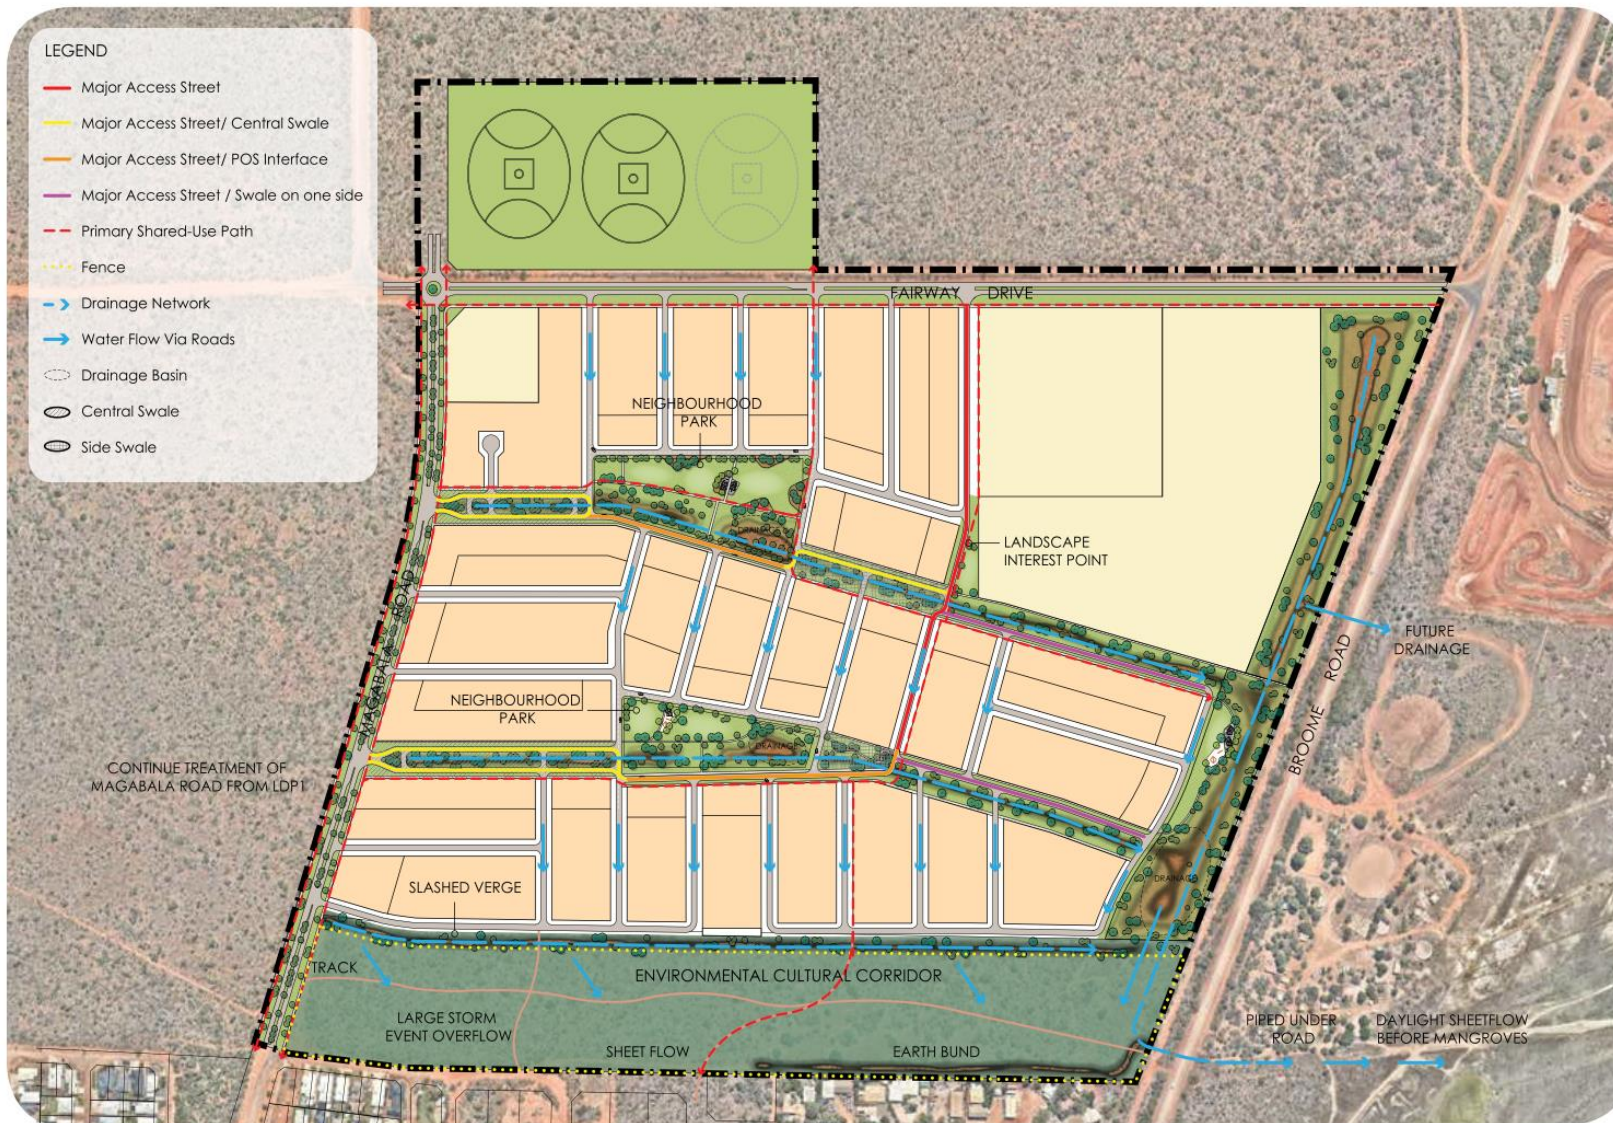 LEGEND
Major Access Street
Major Access Street/ Central Swale
Major Access Street/ POS Interface
Major Access Street / Swale on one side
Primary Shared-Use Path
Fence
Drainage Network
Water Flow Via Roads
Drainage Basin
Central Swale
Side Swale
FAIRWAY DRIVE
NEIGHBOURHOOD
PARK
DRAINAGE
LANDSCAPE
INTEREST POINT
MAGABALA ROAD
FUTURE
DRAINAGE
BROOME ROAD
NEIGHBOURHOOD
PARK
DRAINAGE
CONTINUE TREATMENT OF
MAGABALA ROAD FROM LDP1
DRAINAGE
SLASHED VERGE
TRACK
ENVIRONMENTAL CULTURAL CORRIDOR
LARGE STORM
EVENT OVERFLOW
SHEET FLOW
EARTH BUND
PIPED UNDER
ROAD
DAYLIGHT SHEETFLOW
BEFORE MANGROVES